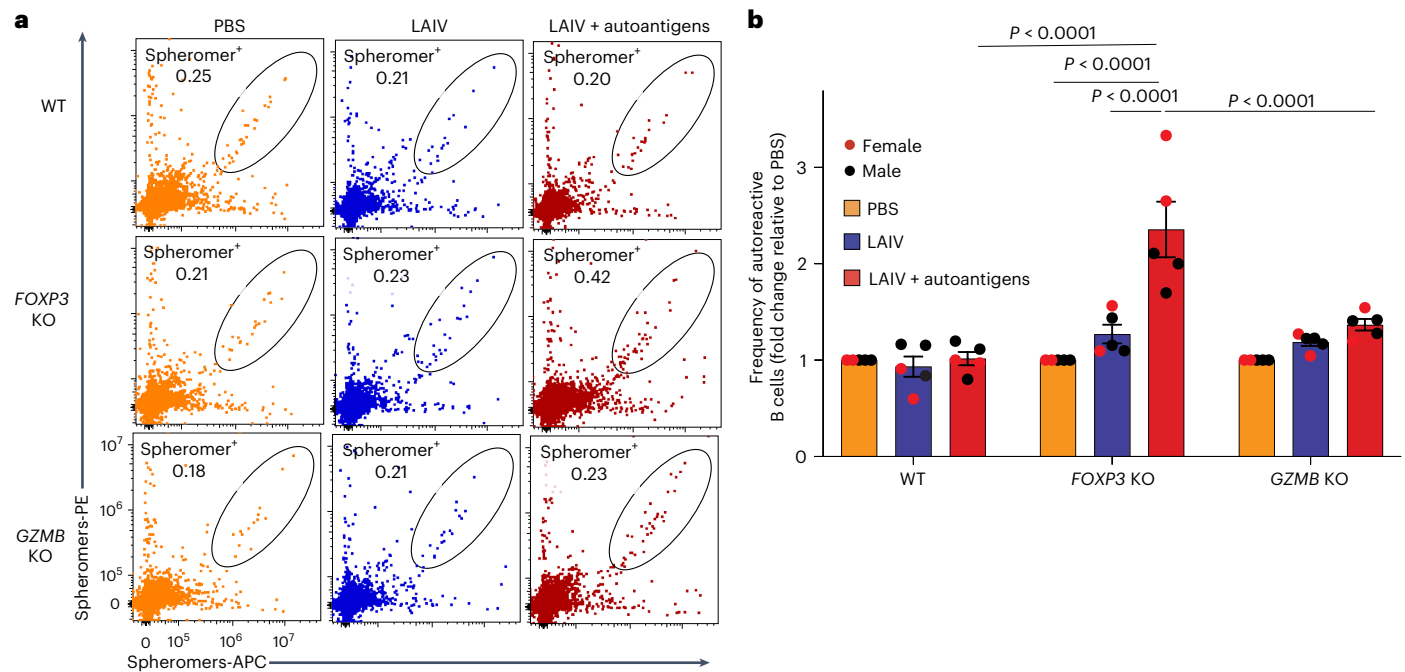 a
PBS
LAIV
LAIV + autoantigens
WT
Spheromer+
0.25
Spheromer+
0.21
Spheromer+
0.20
FOXP3
KO
Spheromer+
0.21
Spheromer+
0.23
Spheromer+
0.42
GZMB
KO
Spheromer+
0.18
Spheromer+
0.21
Spheromer+
0.23
Spheromers-PE
10^7
10^6
10^5
0
0
10^5
10^6
10^7
Spheromers-APC
b
P < 0.0001
P < 0.0001
P < 0.0001
P < 0.0001
Frequency of autoreactive
B cells (fold change relative to PBS)
3
2
1
0
Female
Male
PBS
LAIV
LAIV + autoantigens
WT
FOXP3 KO
GZMB KO